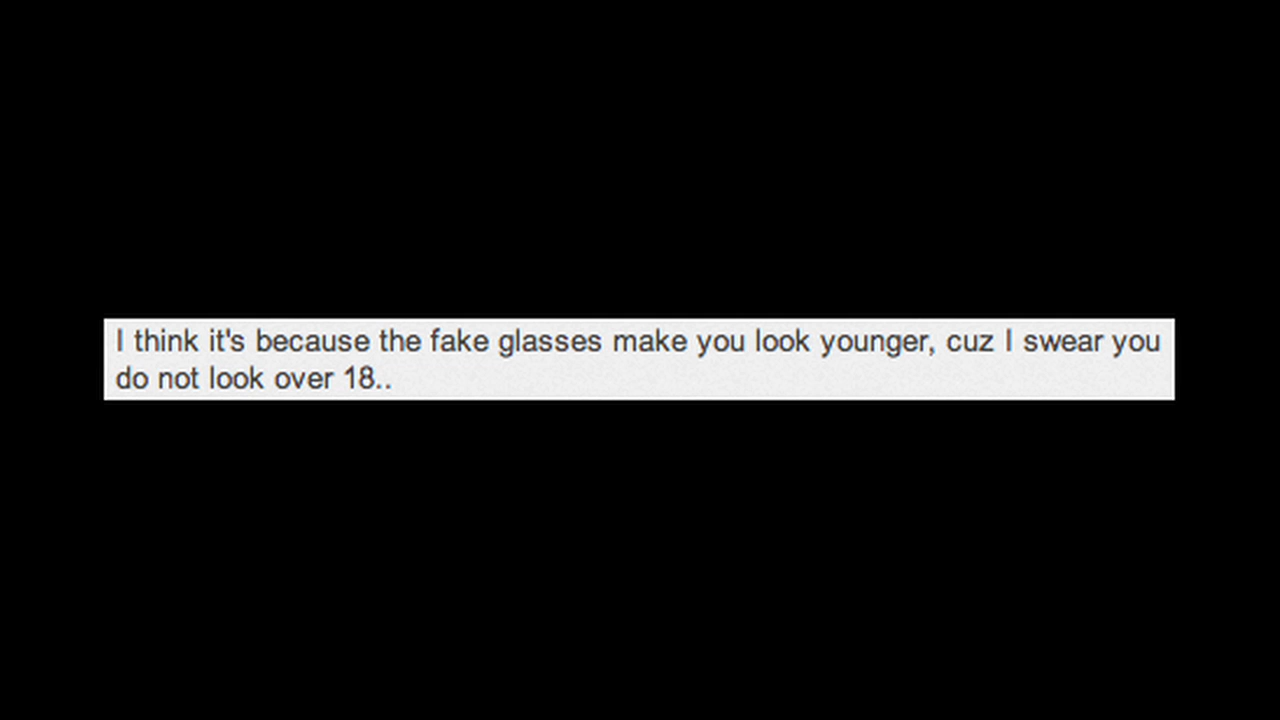 I think it's because the fake glasses make you look younger, cuz I swear you
do not look over 18..